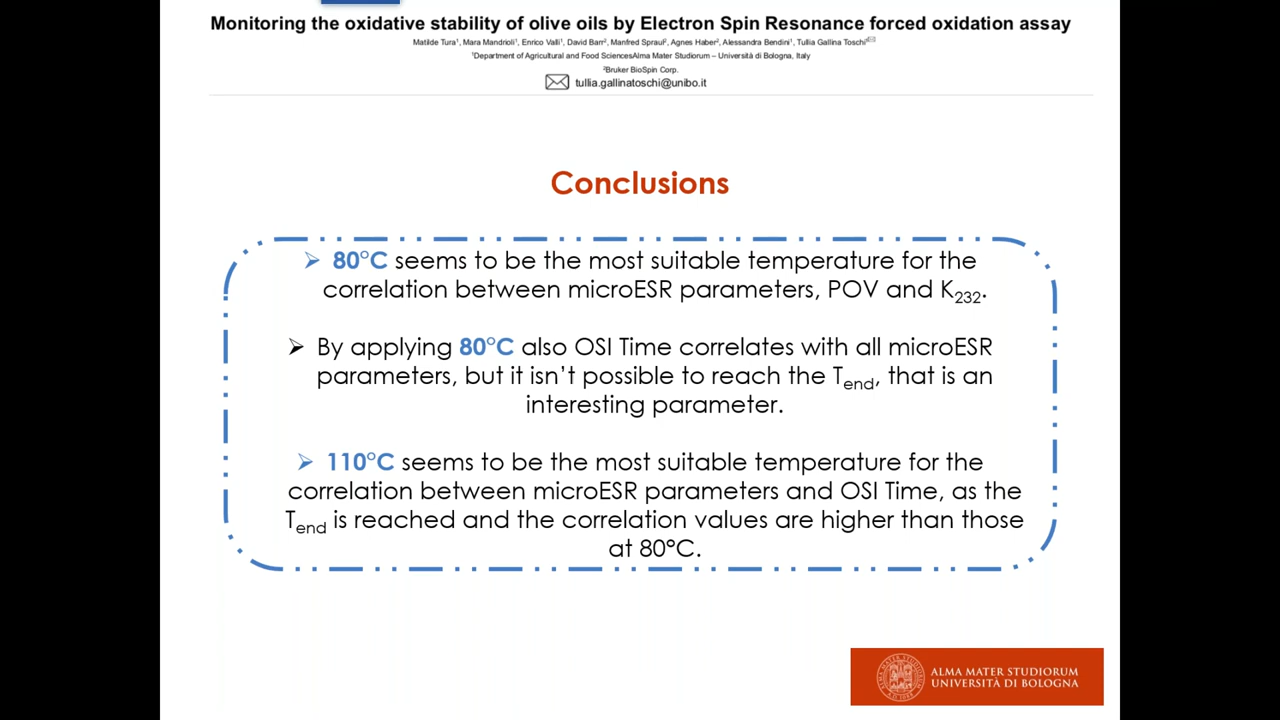 Monitoring the oxidative stability of olive oils by Electron Spin Resonance forced oxidation assay
Matilde Tura¹, Mara Mandrioli¹, Enrico Valli¹, David Barr², Manfred Spraul², Agnes Haber², Alessandra Bendini¹, Tullia Gallina Toschi¹✉
¹Department of Agricultural and Food SciencesAlma Mater Studiorum – Università di Bologna, Italy
²Bruker BioSpin Corp.
tullia.gallinatoschi@unibo.it
Conclusions
➢ 80°C seems to be the most suitable temperature for the
correlation between microESR parameters, POV and K₂₃₂.
➢ By applying 80°C also OSI Time correlates with all microESR
parameters, but it isn't possible to reach the Tend, that is an
interesting parameter.
➢ 110°C seems to be the most suitable temperature for the
correlation between microESR parameters and OSI Time, as the
Tend is reached and the correlation values are higher than those
at 80°C.
ALMA MATER STUDIORUM
UNIVERSITÀ DI BOLOGNA